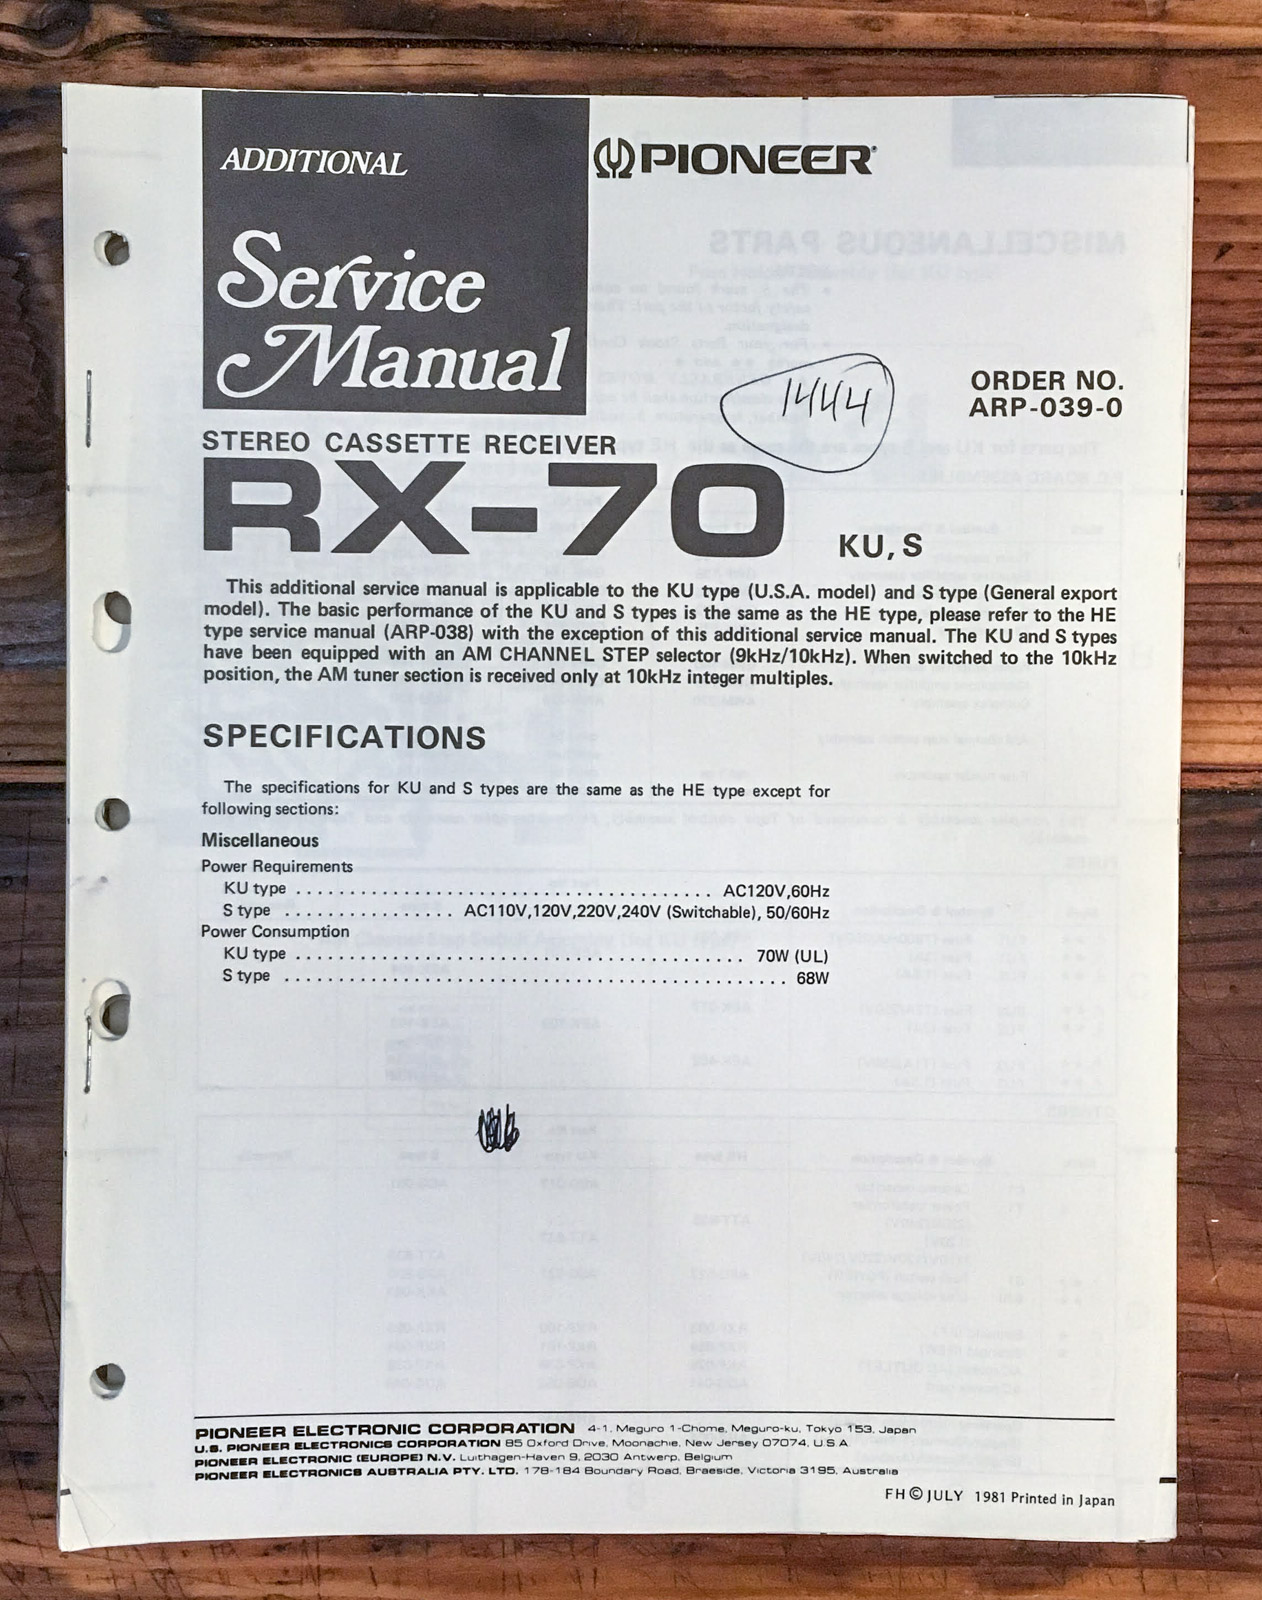 ADDITIONAL
Service
Manual
PIONEER®
1444
ORDER NO.
ARP-039-0
STEREO CASSETTE RECEIVER
RX-70 KU, S
This additional service manual is applicable to the KU type (U.S.A. model) and S type (General export
model). The basic performance of the KU and S types is the same as the HE type, please refer to the HE
type service manual (ARP-038) with the exception of this additional service manual. The KU and S types
have been equipped with an AM CHANNEL STEP selector (9kHz/10kHz). When switched to the 10kHz
position, the AM tuner section is received only at 10kHz integer multiples.
SPECIFICATIONS
The specifications for KU and S types are the same as the HE type except for
following sections:
Miscellaneous
Power Requirements
KU type ....................................... AC120V,60Hz
S type ................ AC110V,120V,220V,240V (Switchable), 50/60Hz
Power Consumption
KU type .......................................... 70W (UL)
S type ............................................... 68W
PIONEER ELECTRONIC CORPORATION 4-1, Meguro 1-Chome, Meguro-ku, Tokyo 153, Japan
U.S. PIONEER ELECTRONICS CORPORATION 85 Oxford Drive, Moonachie, New Jersey 07074, U.S.A.
PIONEER ELECTRONIC (EUROPE) N.V. Luithagen-Haven 9, 2030 Antwerp, Belgium
PIONEER ELECTRONICS AUSTRALIA PTY. LTD. 178-184 Boundary Road, Braeside, Victoria 3195, Australia
FH © JULY 1981 Printed in Japan